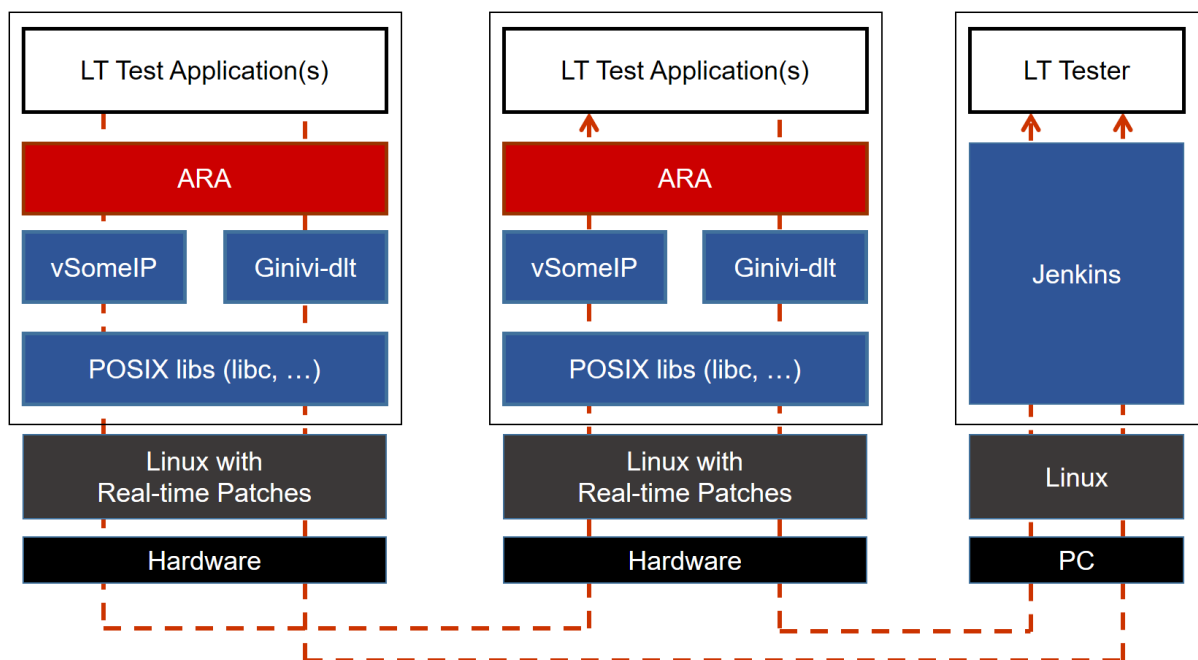 LT Test Application(s)
ARA
vSomeIP
Ginivi-dlt
POSIX libs (libc, …)
Linux with
Real-time Patches
Hardware
LT Test Application(s)
ARA
vSomeIP
Ginivi-dlt
POSIX libs (libc, …)
Linux with
Real-time Patches
Hardware
LT Tester
Jenkins
Linux
PC